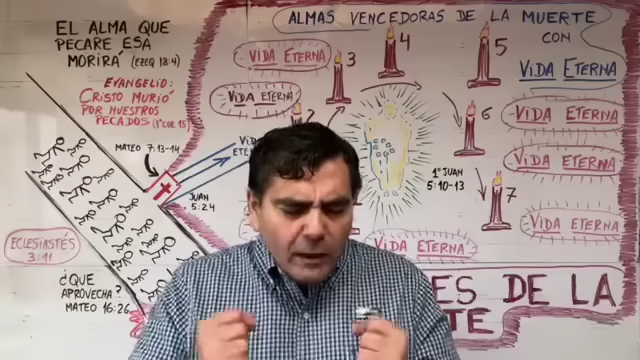 EL ALMA QUE
PECARE ESA
MORIRÁ (EZEQ 18:4)
EVANGELIO:
CRISTO MURIÓ
POR NUESTROS
PECADOS (1ª COR 15)
MATEO 7:13-14
JUAN
5:24
ECLESIASTÉS
3:11
¿QUE
APROVECHA?
MATEO 16:26
ALMAS VENCEDORAS DE LA MUERTE
CON
VIDA ETERNA
VIDA ETERNA
VIDA ETERNA
3
4
5
6
7
1ª JUAN
5:10-13
VIDA ETERNA
VIDA ETERNA
VIDA ETERNA
VIDA ETERNA
ES DE LA